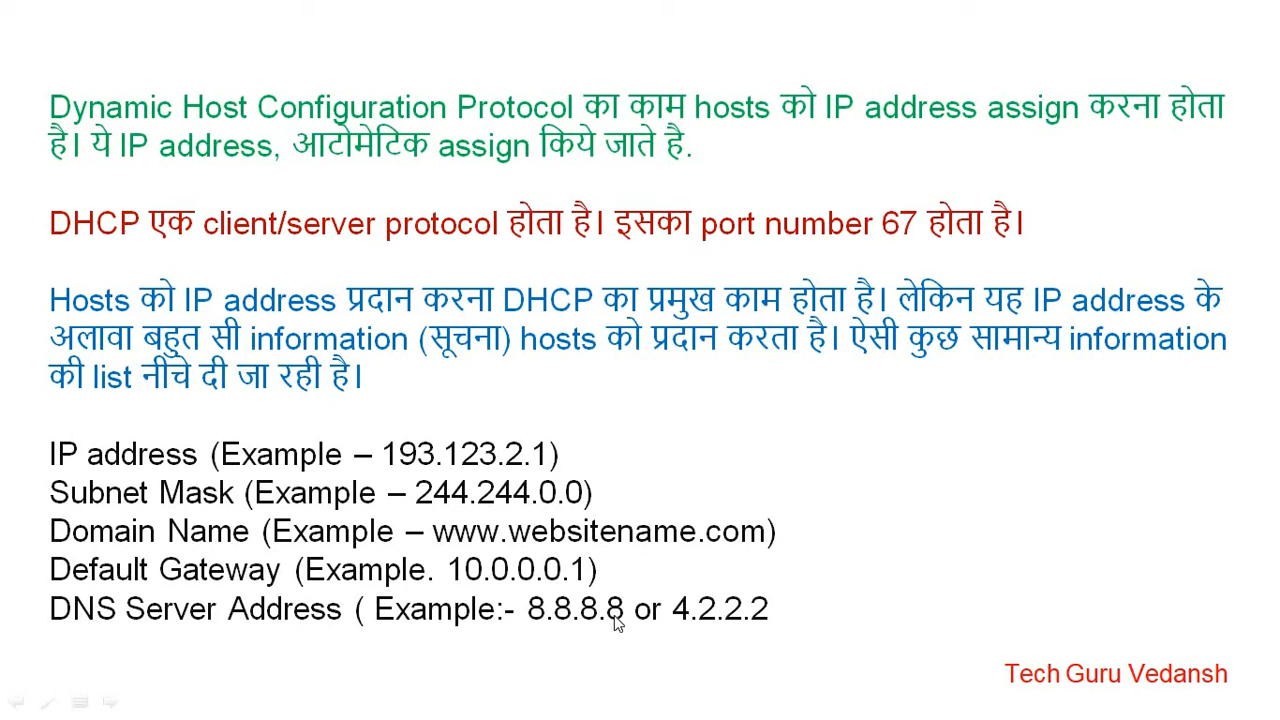 Dynamic Host Configuration Protocol का काम hosts को IP address assign करना होता
है। ये IP address, आटोमेटिक assign किये जाते है.
DHCP एक client/server protocol होता है। इसका port number 67 होता है।
Hosts को IP address प्रदान करना DHCP का प्रमुख काम होता है। लेकिन यह IP address के
अलावा बहुत सी information (सूचना) hosts को प्रदान करता है। ऐसी कुछ सामान्य information
की list नीचे दी जा रही है।
IP address (Example – 193.123.2.1)
Subnet Mask (Example – 244.244.0.0)
Domain Name (Example – www.websitename.com)
Default Gateway (Example. 10.0.0.0.1)
DNS Server Address ( Example:- 8.8.8.8 or 4.2.2.2
Tech Guru Vedansh